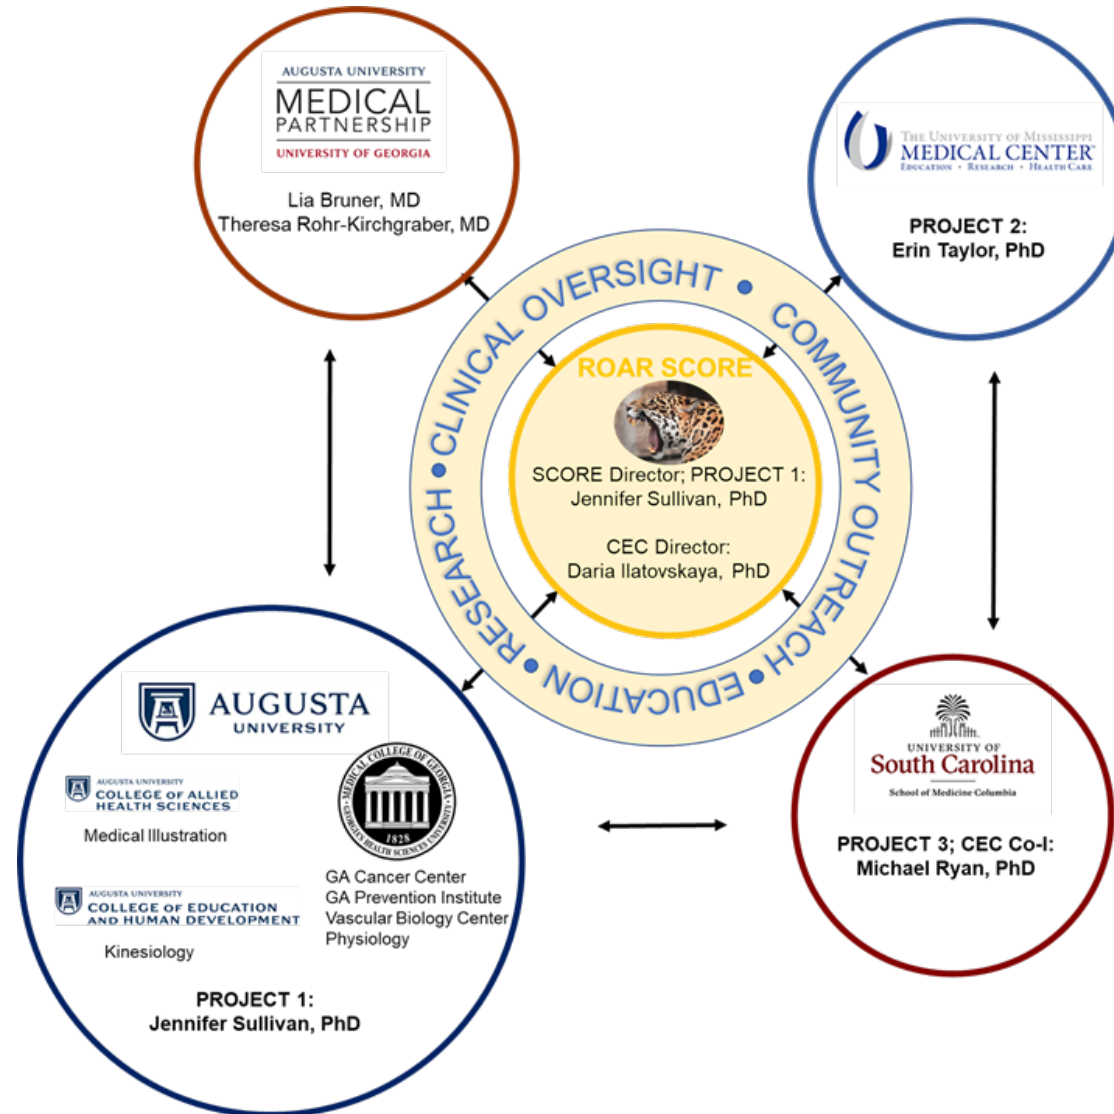 AUGUSTA UNIVERSITY
MEDICAL
PARTNERSHIP
UNIVERSITY OF GEORGIA
Lia Bruner, MD
Theresa Rohr-Kirchgraber, MD
THE UNIVERSITY OF MISSISSIPPI
MEDICAL CENTER
EDUCATION • RESEARCH • HEALTH CARE
PROJECT 2:
Erin Taylor, PhD
RESEARCH • CLINICAL OVERSIGHT • COMMUNITY OUTREACH • EDUCATION •
ROAR SCORE
SCORE Director; PROJECT 1:
Jennifer Sullivan, PhD
CEC Director:
Daria Ilatovskaya, PhD
AUGUSTA
UNIVERSITY
AUGUSTA UNIVERSITY
COLLEGE OF ALLIED
HEALTH SCIENCES
Medical Illustration
AUGUSTA UNIVERSITY
COLLEGE OF EDUCATION
AND HUMAN DEVELOPMENT
Kinesiology
MEDICAL COLLEGE OF GEORGIA
GEORGIA HEALTH SCIENCES UNIVERSITY
1828
GA Cancer Center
GA Prevention Institute
Vascular Biology Center
Physiology
PROJECT 1:
Jennifer Sullivan, PhD
UNIVERSITY OF
South Carolina
School of Medicine Columbia
PROJECT 3; CEC Co-I:
Michael Ryan, PhD